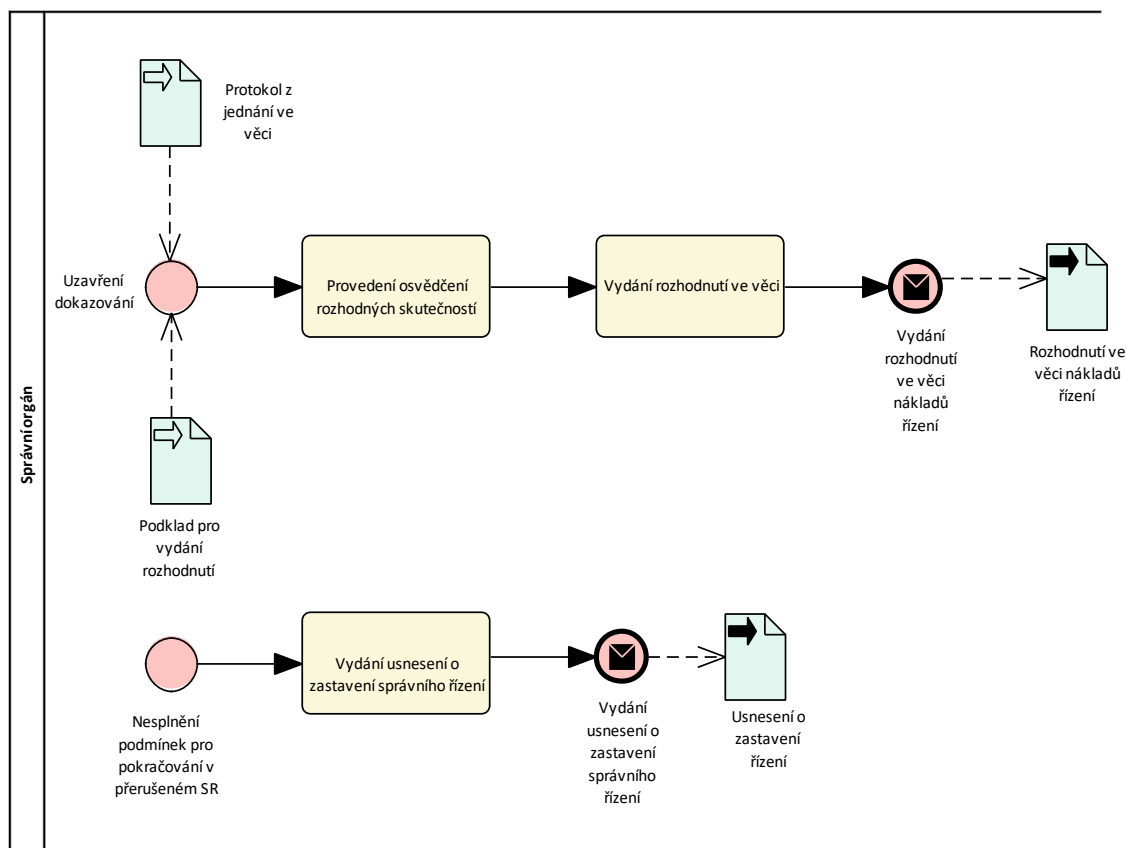 Správní orgán
Protokol z
jednání ve
věci
Uzavření
dokazování
Provedení osvědčení
rozhodných skutečností
Vydání rozhodnutí ve věci
Vydání
rozhodnutí
ve věci
nákladů
řízení
Rozhodnutí ve
věci nákladů
řízení
Podklad pro
vydání
rozhodnutí
Nesplnění
podmínek pro
pokračování v
přerušeném SR
Vydání usnesení o
zastavení správního řízení
Vydání
usnesení o
zastavení
správního
řízení
Usnesení o
zastavení
řízení